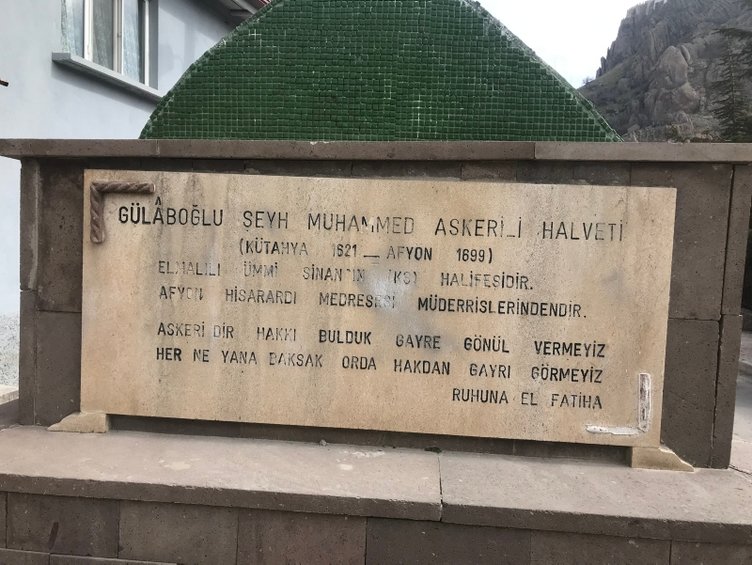 GÜLÂBOĞLU ŞEYH MUHAMMED ASKERİLİ HALVETİ
(KÜTAHYA 1621 _ AFYON 1699)
ELMALILI ÜMMİ SİNAN'IN (KS) HALİFESİDİR.
AFYON HİSARARDI MEDRESESİ MÜDERRİSLERİNDENDİR.
ASKERİ DİR HAKKI BULDUK GAYRE GÖNÜL VERMEYİZ
HER NE YANA BAKSAK ORDA HAKDAN GAYRI GÖRMEYİZ
RUHUNA EL FATİHA